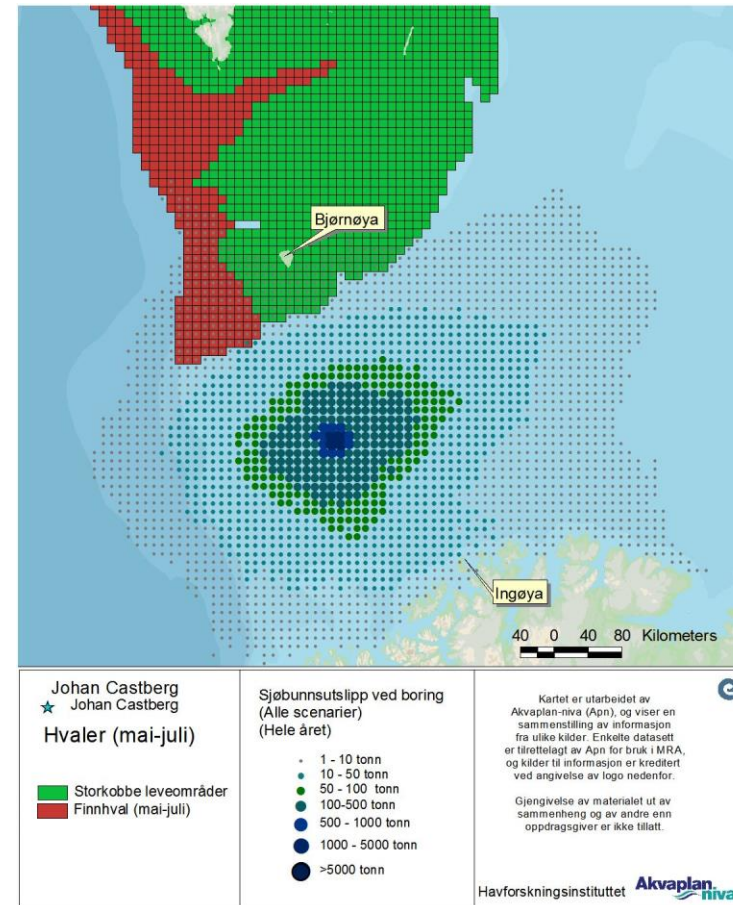 Bjørnøya
Ingøya
40 0 40 80 Kilometers
Johan Castberg
Johan Castberg
Hvaler (mai-juli)
Storkobbe leveområder
Finnhval (mai-juli)
Sjøbunnsutslipp ved boring
(Alle scenarier)
(Hele året)
1 - 10 tonn
10 - 50 tonn
50 - 100 tonn
100-500 tonn
500 - 1000 tonn
1000 - 5000 tonn
>5000 tonn
Kartet er utarbeidet av
Akvaplan-niva (Apn), og viser en
sammenstilling av informasjon
fra ulike kilder. Enkelte datasett
er tilrettelagt av Apn for bruk i MRA,
og kilder til informasjon er kreditert
ved angivelse av logo nedenfor.
Gjengivelse av materialet ut av
sammenheng og av andre enn
oppdragsgiver er ikke tillatt.
Havforskningsinstituttet
Akvaplan
niva